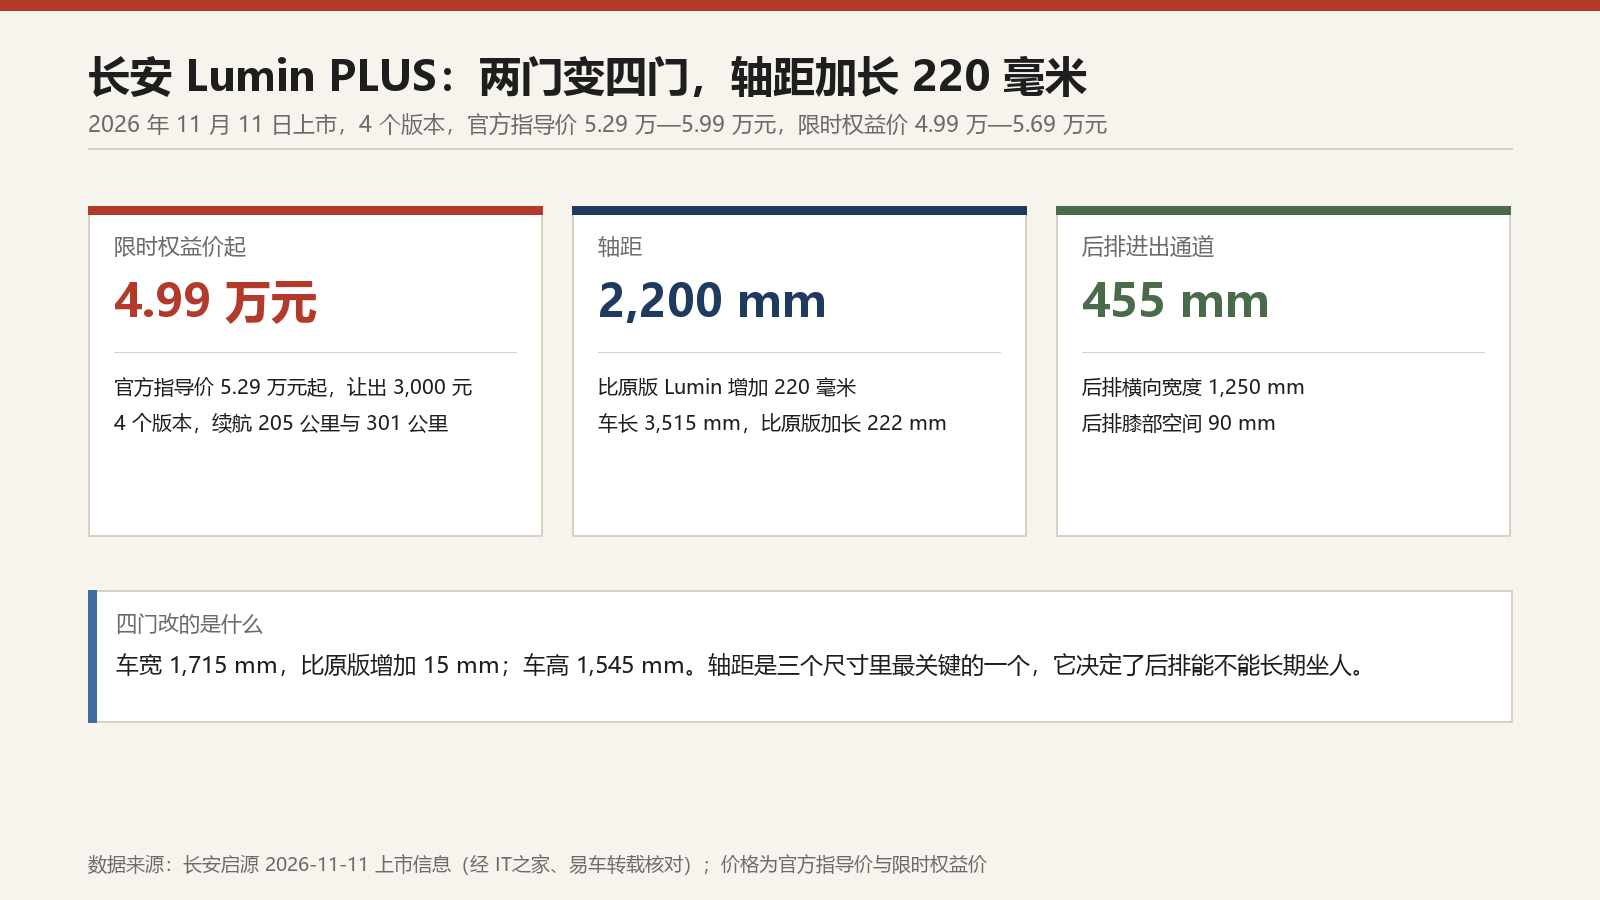 长安 Lumin PLUS：两门变四门，轴距加长 220 毫米
2026 年 11 月 11 日上市，4 个版本，官方指导价 5.29 万—5.99 万元，限时权益价 4.99 万—5.69 万元
限时权益价起
4.99 万元
官方指导价 5.29 万元起，让出 3,000 元
4 个版本，续航 205 公里与 301 公里
轴距
2,200 mm
比原版 Lumin 增加 220 毫米
车长 3,515 mm，比原版加长 222 mm
后排进出通道
455 mm
后排横向宽度 1,250 mm
后排膝部空间 90 mm
四门改的是什么
车宽 1,715 mm，比原版增加 15 mm；车高 1,545 mm。轴距是三个尺寸里最关键的一个，它决定了后排能不能长期坐人。
数据来源：长安启源 2026-11-11 上市信息（经 IT之家、易车转载核对）；价格为官方指导价与限时权益价